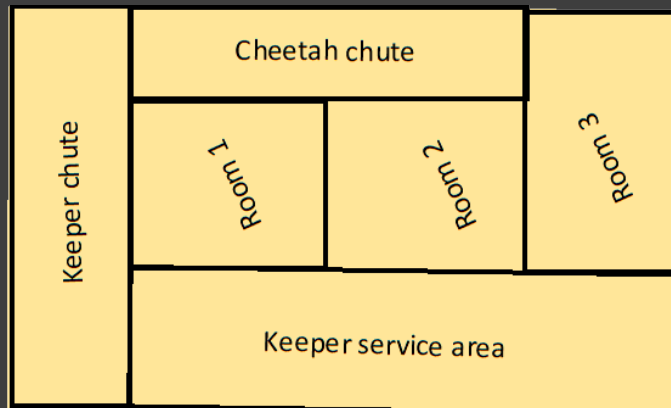 Cheetah chute
Keeper chute
Room 1
Room 2
Room 3
Keeper service area